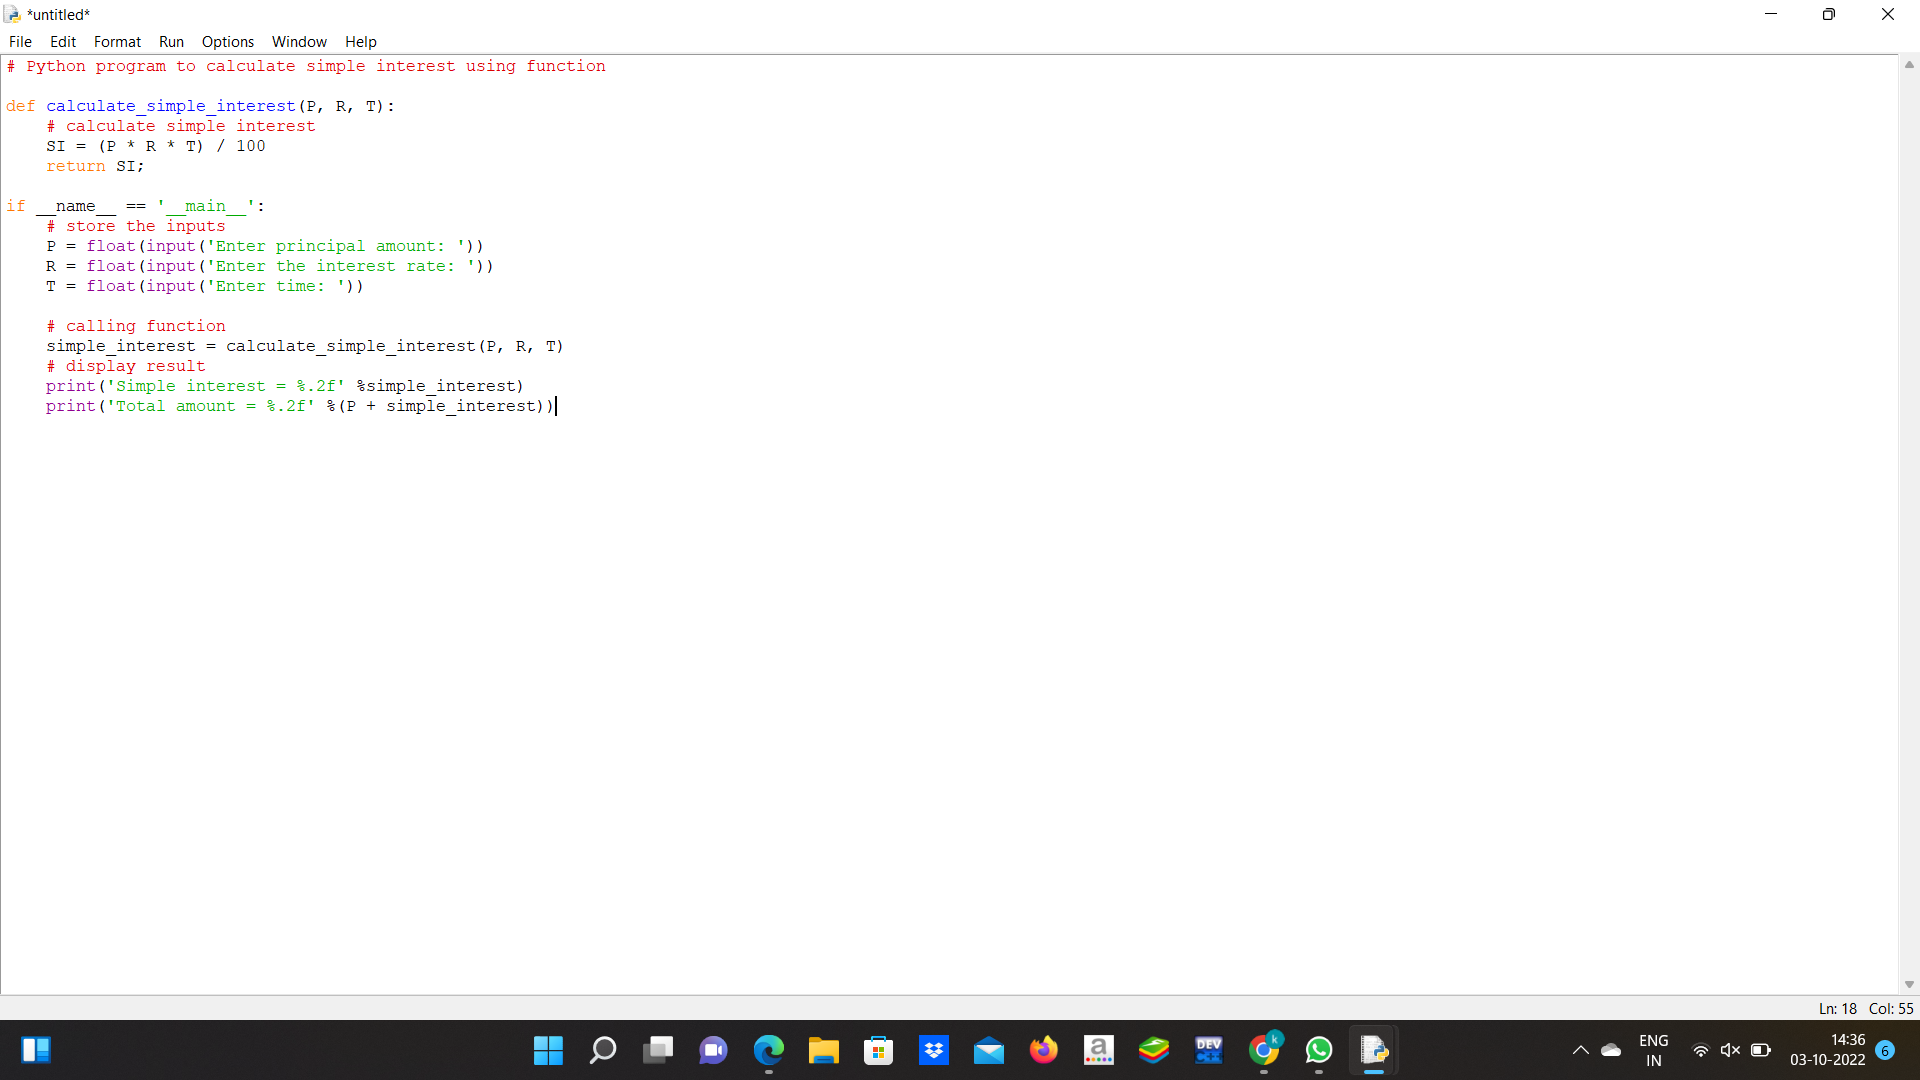 *untitled*
File Edit Format Run Options Window Help
# Python program to calculate simple interest using function
def calculate_simple_interest(P, R, T):
    # calculate simple interest
    SI = (P * R * T) / 100
    return SI;
if __name__ == '__main__':
    # store the inputs
    P = float(input('Enter principal amount: '))
    R = float(input('Enter the interest rate: '))
    T = float(input('Enter time: '))
    # calling function
    simple_interest = calculate_simple_interest(P, R, T)
    # display result
    print('Simple interest = %.2f' %simple_interest)
    print('Total amount = %.2f' %(P + simple_interest))
Ln: 18 Col: 55
a
DEV
C++
k
ENG
IN
14:36
03-10-2022
6